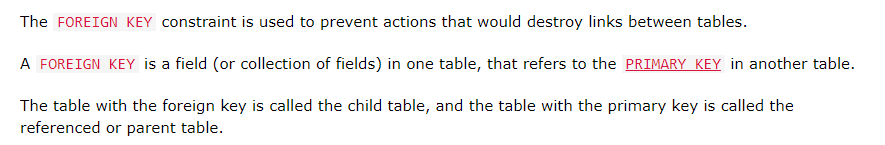 The FOREIGN KEY constraint is used to prevent actions that would destroy links between tables.
A FOREIGN KEY is a field (or collection of fields) in one table, that refers to the PRIMARY KEY in another table.
The table with the foreign key is called the child table, and the table with the primary key is called the
referenced or parent table.